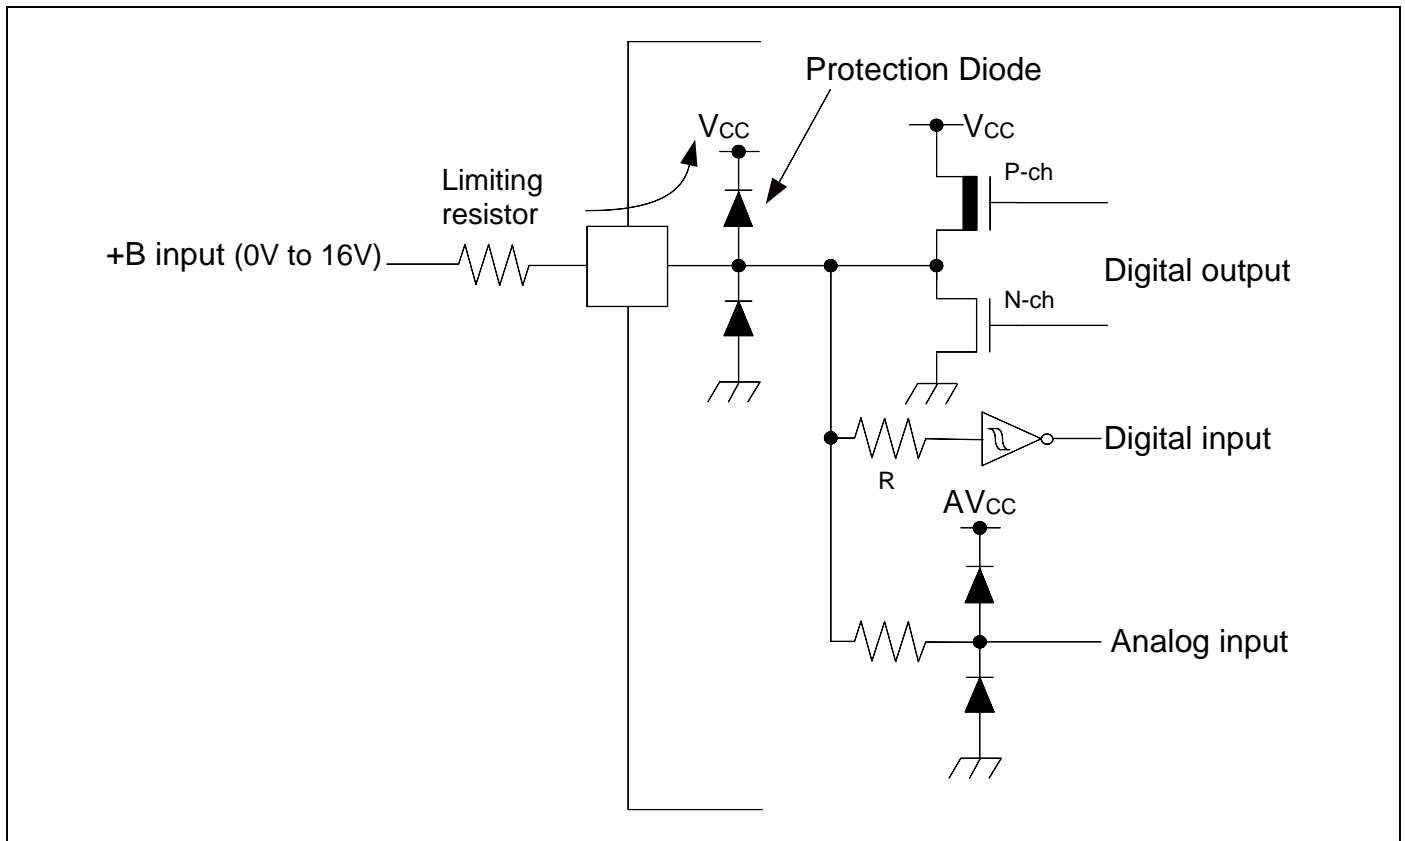 Protection Diode
VCC
VCC
P-ch
Limiting
resistor
+B input (0V to 16V)
Digital output
N-ch
Digital input
R
AVCC
Analog input